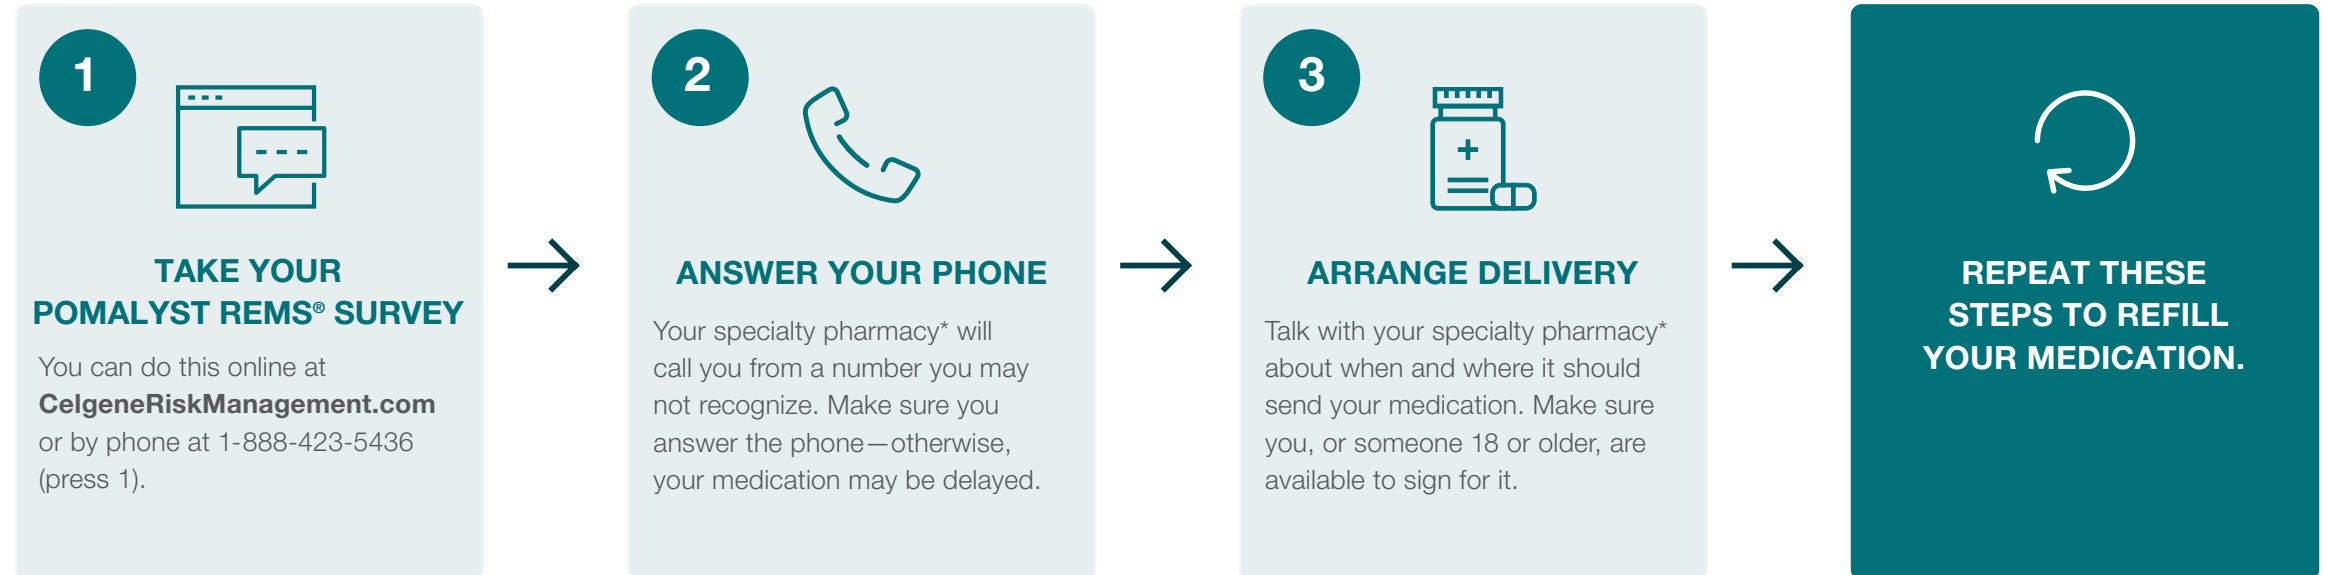 1
TAKE YOUR
POMALYST REMS® SURVEY
You can do this online at
CelgeneRiskManagement.com
or by phone at 1-888-423-5436
(press 1).
2
ANSWER YOUR PHONE
Your specialty pharmacy* will
call you from a number you may
not recognize. Make sure you
answer the phone—otherwise,
your medication may be delayed.
3
ARRANGE DELIVERY
Talk with your specialty pharmacy*
about when and where it should
send your medication. Make sure
you, or someone 18 or older, are
available to sign for it.
REPEAT THESE
STEPS TO REFILL
YOUR MEDICATION.